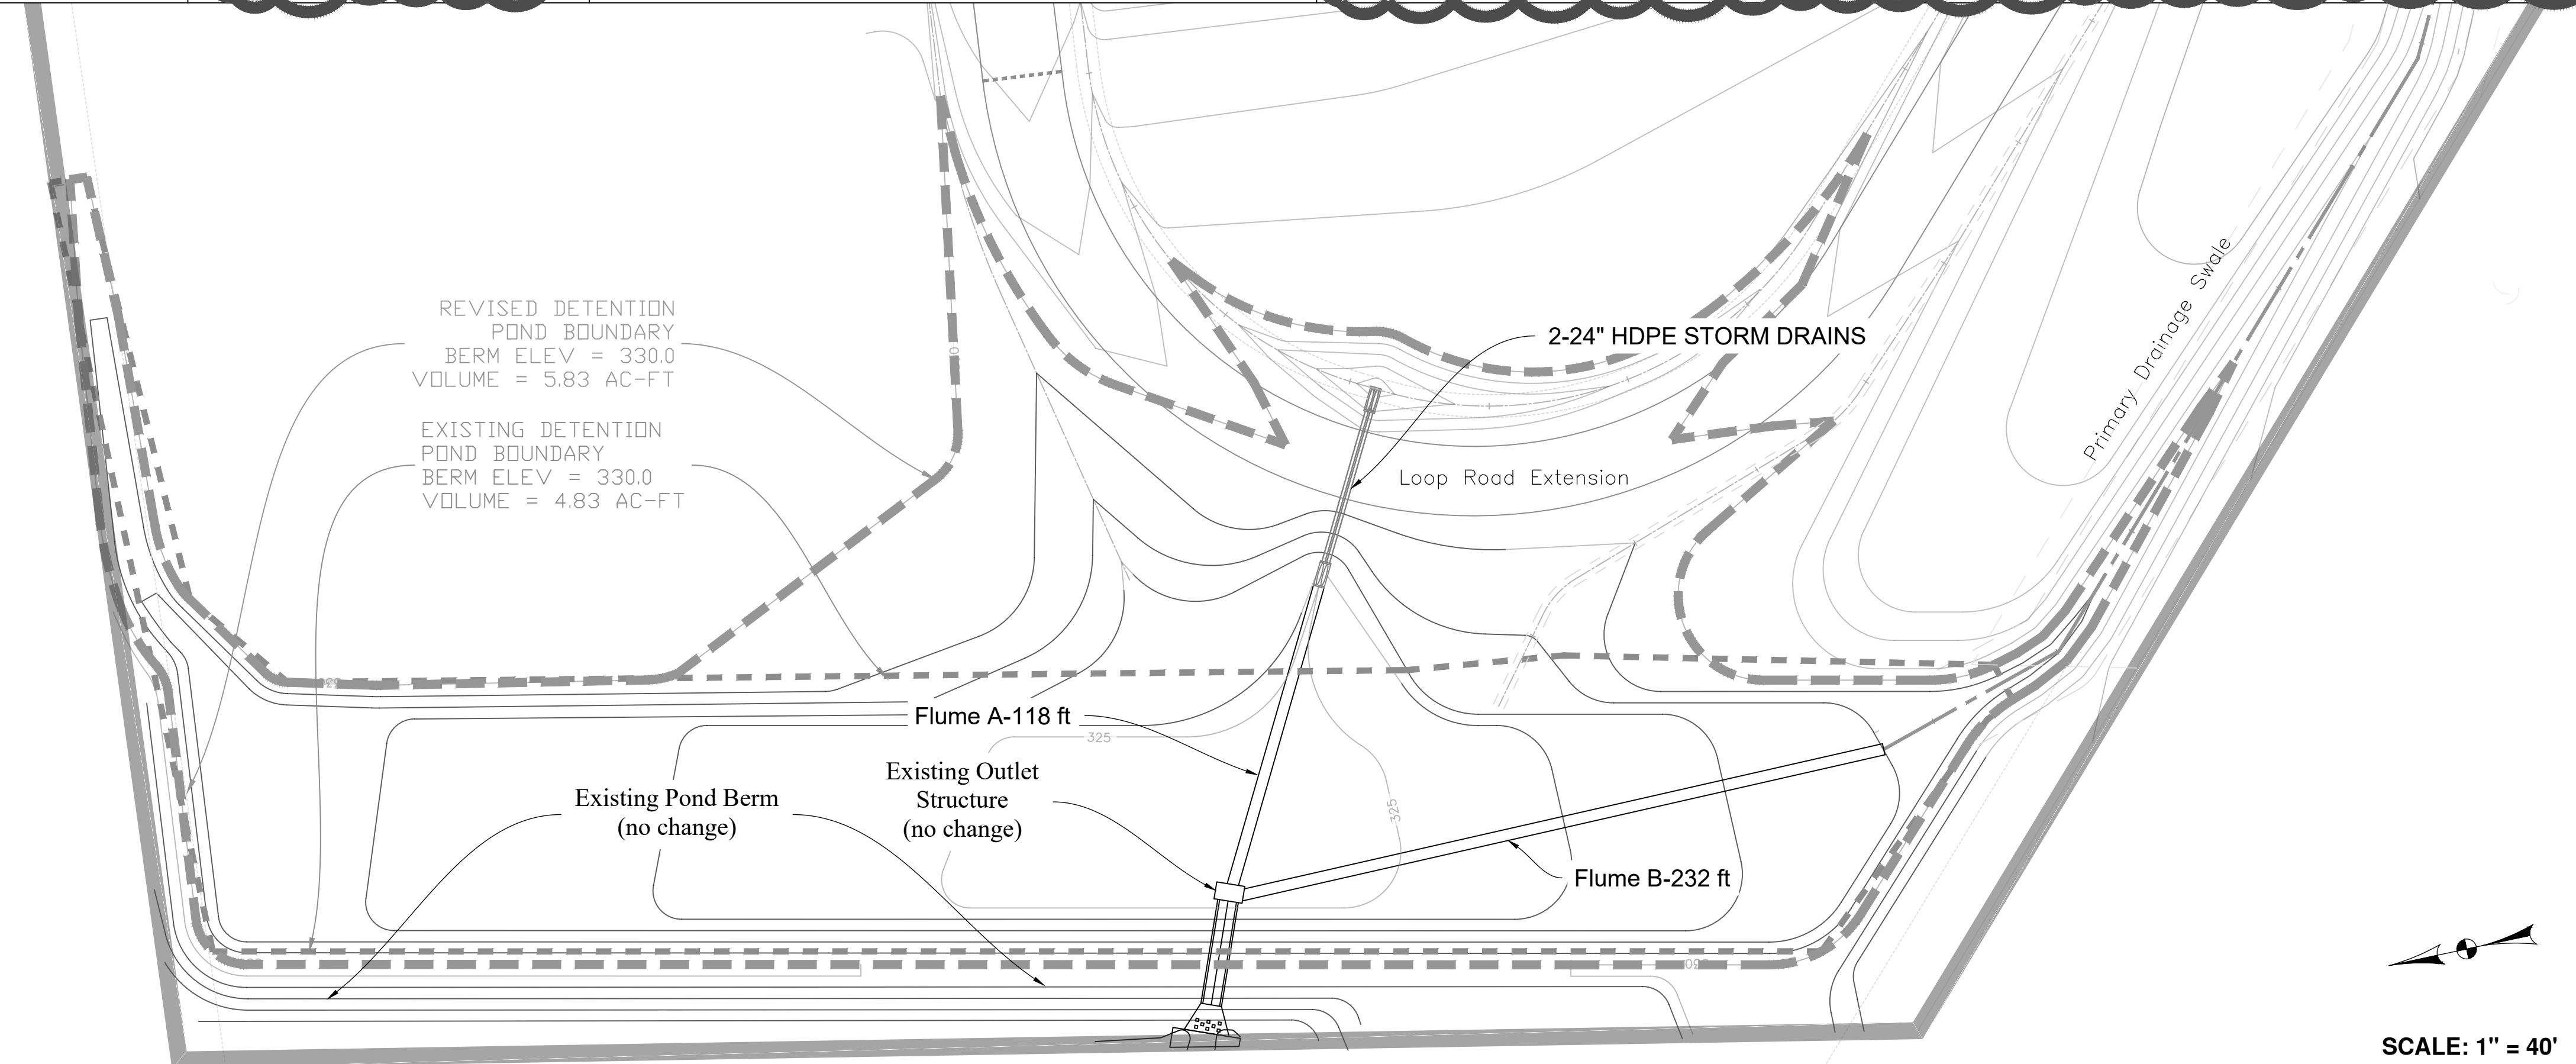 REVISED DETENTION
POND BOUNDARY
BERM ELEV = 330.0
VOLUME = 5.83 AC-FT
EXISTING DETENTION
POND BOUNDARY
BERM ELEV = 330.0
VOLUME = 4.83 AC-FT
2-24" HDPE STORM DRAINS
Loop Road Extension
Primary Drainage Swale
Flume A-118 ft
325
Existing Outlet
Structure
(no change)
Existing Pond Berm
(no change)
325
Flume B-232 ft
SCALE: 1" = 40'